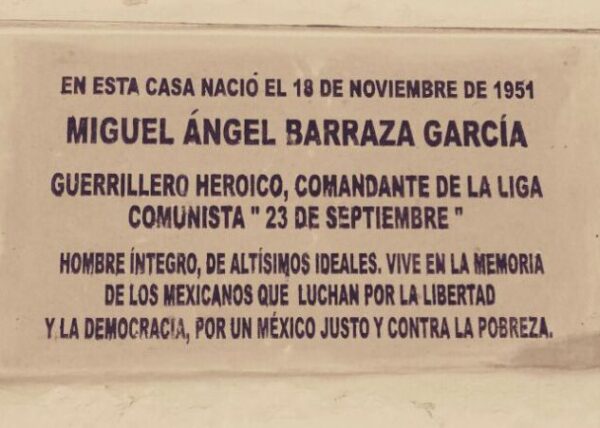 EN ESTA CASA NACIÓ EL 18 DE NOVIEMBRE DE 1951
MIGUEL ÁNGEL BARRAZA GARCÍA
GUERRILLERO HEROICO, COMANDANTE DE LA LIGA
COMUNISTA " 23 DE SEPTIEMBRE "
HOMBRE ÍNTEGRO, DE ALTÍSIMOS IDEALES. VIVE EN LA MEMORIA
DE LOS MEXICANOS QUE LUCHAN POR LA LIBERTAD
Y LA DEMOCRACIA, POR UN MÉXICO JUSTO Y CONTRA LA POBREZA.